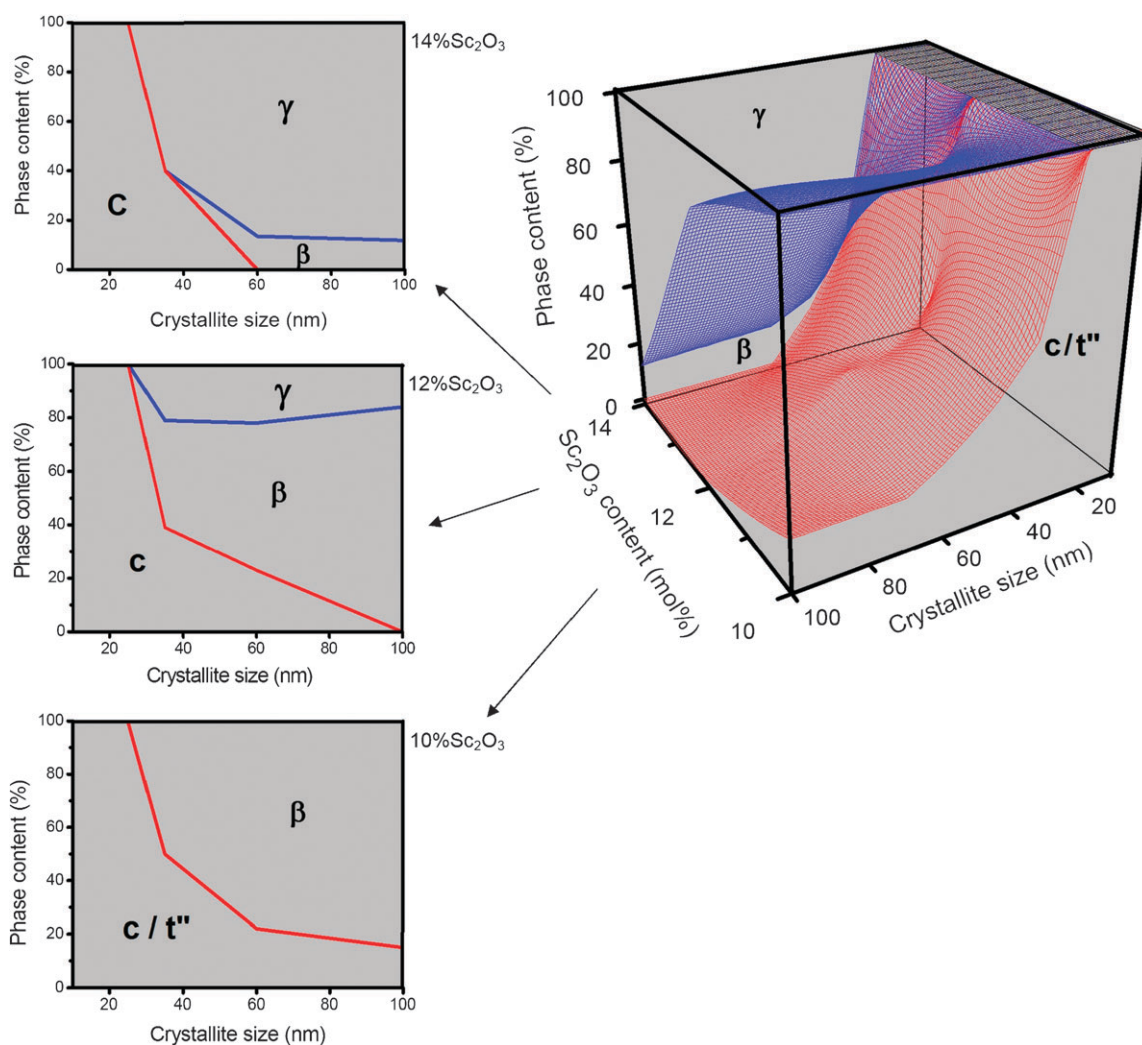 100
80
60
40
20
0
Phase content (%)
C
γ
β
20
40
60
80
100
Crystallite size (nm)
14%Sc₂O₃
100
80
60
40
20
0
Phase content (%)
c
γ
β
20
40
60
80
100
Crystallite size (nm)
12%Sc₂O₃
100
80
60
40
20
0
Phase content (%)
c / t"
β
20
40
60
80
100
Crystallite size (nm)
10%Sc₂O₃
100
80
60
40
20
0
Phase content (%)
γ
β
c / t"
14
12
10
Sc₂O₃ content (mol%)
100
80
60
40
20
Crystallite size (nm)